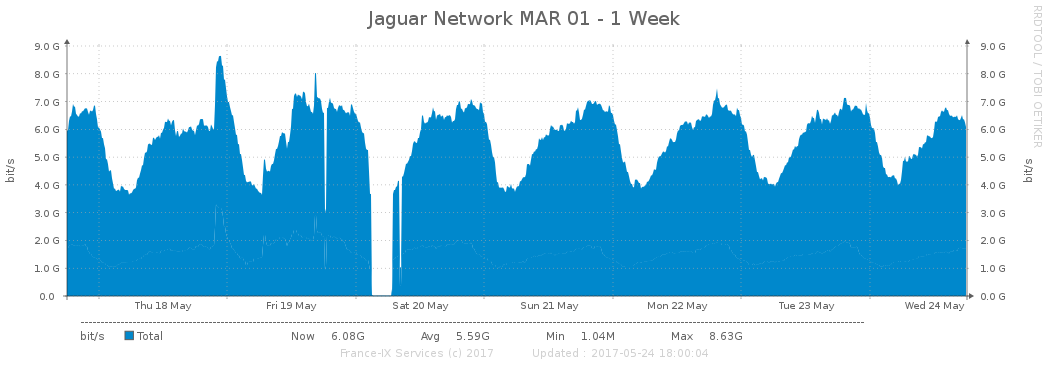 Jaguar Network MAR 01 - 1 Week
RRDTOOL / TOBI OETIKER
bit/s
9.0 G 9.0 G
8.0 G 8.0 G
7.0 G 7.0 G
6.0 G 6.0 G
5.0 G 5.0 G
4.0 G 4.0 G
3.0 G 3.0 G
2.0 G 2.0 G
1.0 G 1.0 G
0.0 0.0 G
bit/s
Thu 18 May Fri 19 May Sat 20 May Sun 21 May Mon 22 May Tue 23 May Wed 24 May
bit/s Total Now 6.08G Avg 5.59G Min 1.04M Max 8.63G
France-IX Services (c) 2017 Updated : 2017-05-24 18:00:04